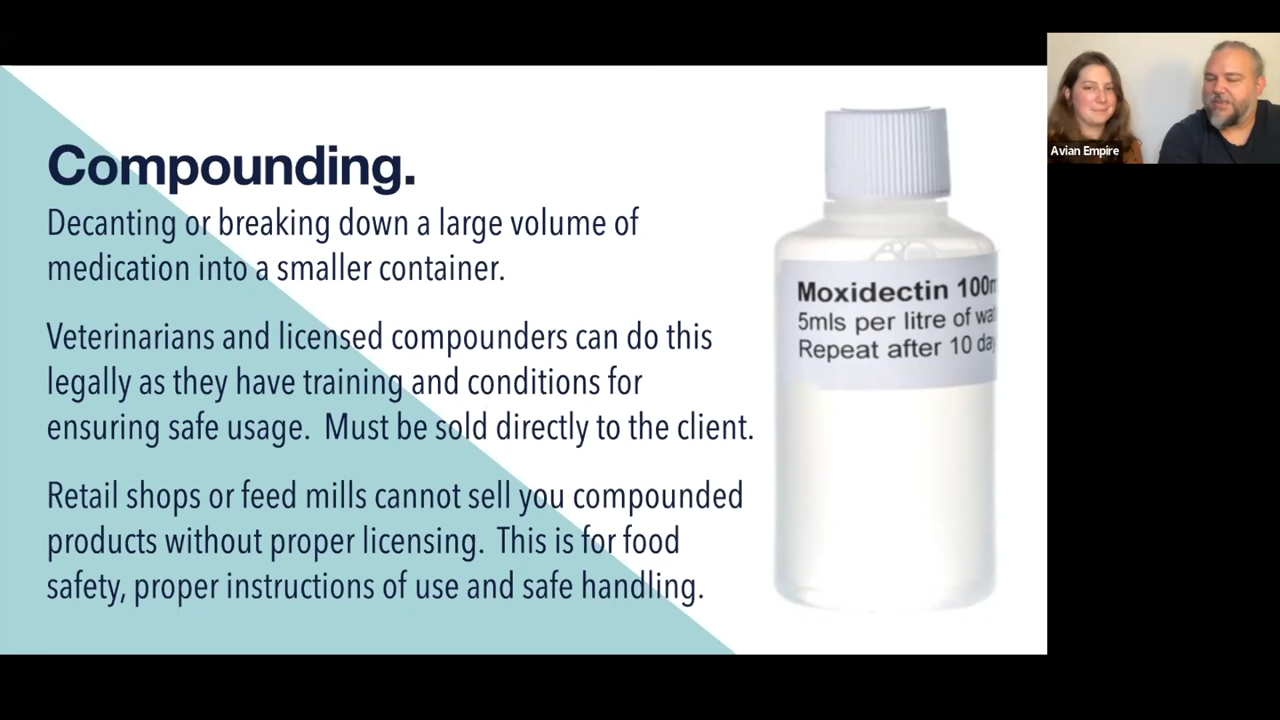 Compounding.
Decanting or breaking down a large volume of
medication into a smaller container.
Veterinarians and licensed compounders can do this
legally as they have training and conditions for
ensuring safe usage. Must be sold directly to the client.
Retail shops or feed mills cannot sell you compounded
products without proper licensing. This is for food
safety, proper instructions of use and safe handling.
Moxidectin
5mls per litre of
Repeat after 10
Avian Empire